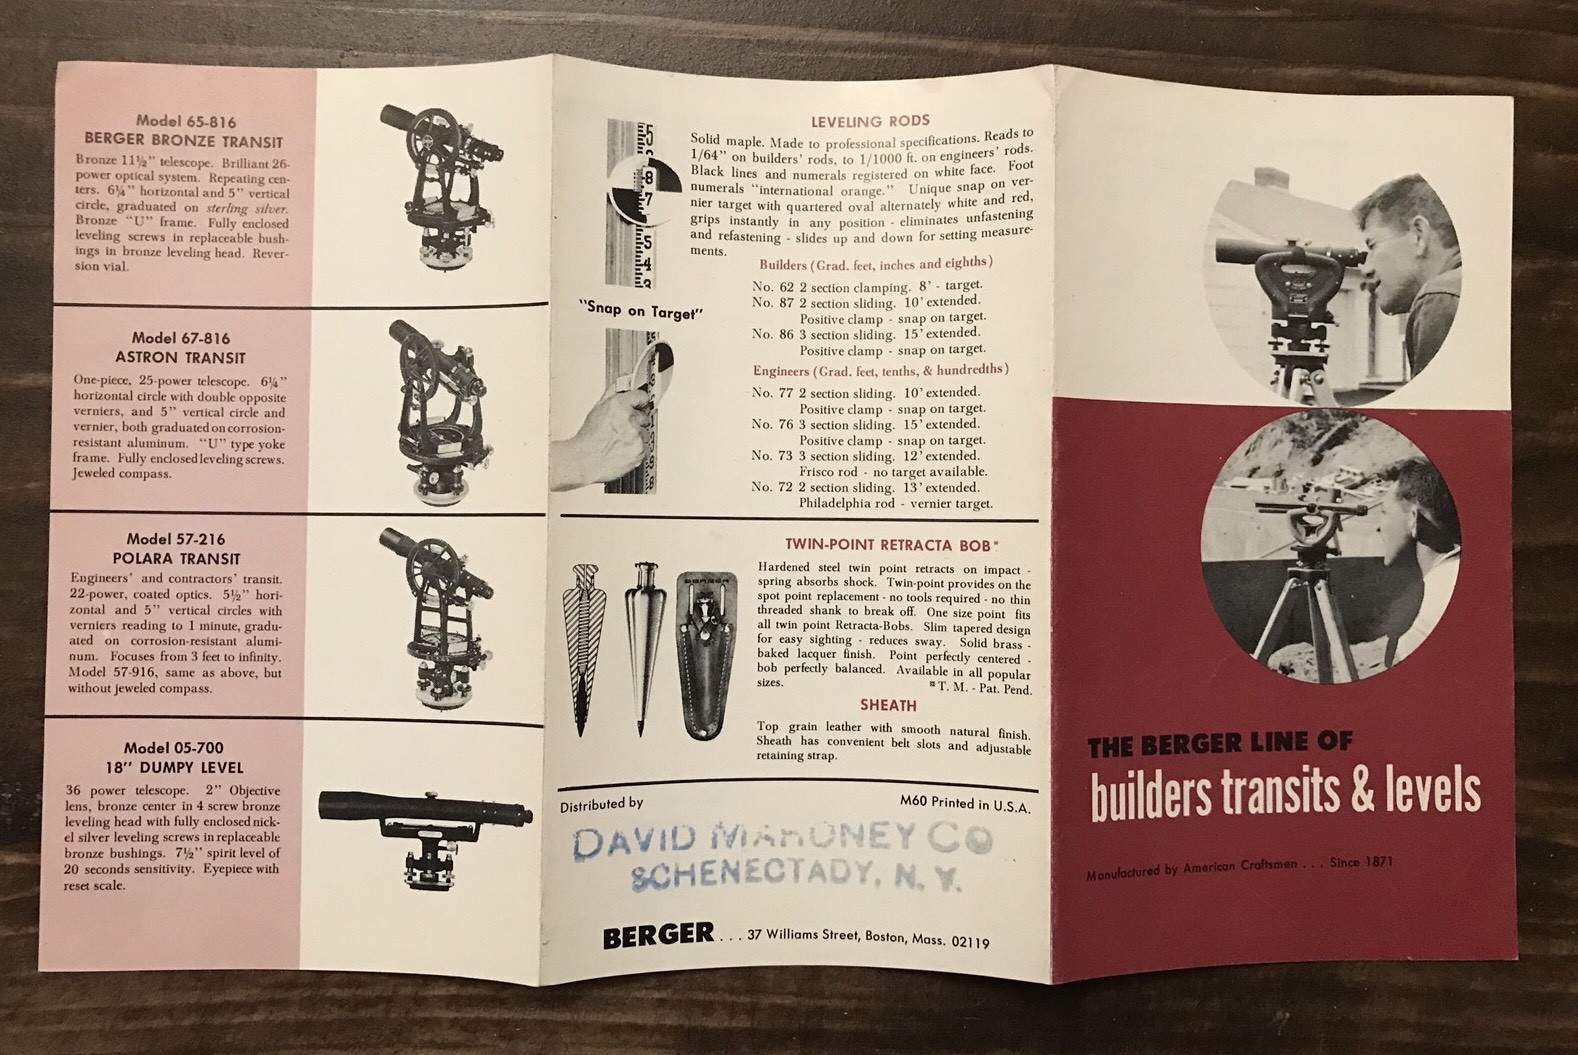 Model 65-816
BERGER BRONZE TRANSIT
Bronze 11½" telescope. Brilliant 26-
power optical system. Repeating cen-
ters. 6¼" horizontal and 5" vertical
circle, graduated on sterling silver.
Bronze "U" frame. Fully enclosed
leveling screws in replaceable bush-
ings in bronze leveling head. Rever-
sion vial.
Model 67-816
ASTRON TRANSIT
One-piece, 25-power telescope. 6¼"
horizontal circle with double opposite
verniers, and 5" vertical circle and
vernier, both graduated on corrosion-
resistant aluminum. "U" type yoke
frame. Fully enclosed leveling screws.
Jeweled compass.
Model 57-216
POLARA TRANSIT
Engineers' and contractors' transit.
22-power, coated optics. 5½" hori-
zontal and 5" vertical circles with
verniers reading to 1 minute, gradu-
ated on corrosion-resistant alumi-
num. Focuses from 3 feet to infinity.
Model 57-916, same as above, but
without jeweled compass.
Model 05-700
18" DUMPY LEVEL
36 power telescope. 2" Objective
lens, bronze center in 4 screw bronze
leveling head with fully enclosed nick-
el silver leveling screws in replaceable
bronze bushings. 7½" spirit level of
20 seconds sensitivity. Eyepiece with
reset scale.
LEVELING RODS
Solid maple. Made to professional specifications. Reads to
1/64" on builders' rods, to 1/1000 ft. on engineers' rods.
Black lines and numerals registered on white face. Foot
numerals "international orange." Unique snap on ver-
nier target with quartered oval alternately white and red,
grips instantly in any position - eliminates unfastening
and refastening - slides up and down for setting measure-
ments.
5
8
7
5
4
3
"Snap on Target"
Builders (Grad. feet, inches and eighths)
No. 62 2 section clamping. 8' - target.
No. 87 2 section sliding. 10' extended.
Positive clamp - snap on target.
No. 86 3 section sliding. 15' extended.
Positive clamp - snap on target.
Engineers (Grad. feet, tenths, & hundredths)
No. 77 2 section sliding. 10' extended.
Positive clamp - snap on target.
No. 76 3 section sliding. 15' extended.
Positive clamp - snap on target.
No. 73 3 section sliding. 12' extended.
Frisco rod - no target available.
No. 72 2 section sliding. 13' extended.
Philadelphia rod - vernier target.
TWIN-POINT RETRACTA BOB*
Hardened steel twin point retracts on impact -
spring absorbs shock. Twin-point provides on the
spot point replacement - no tools required - no thin
threaded shank to break off. One size point fits
all twin point Retracta-Bobs. Slim tapered design
for easy sighting - reduces sway. Solid brass -
baked lacquer finish. Point perfectly centered -
bob perfectly balanced. Available in all popular
sizes. *T. M. - Pat. Pend.
BERGER
SHEATH
Top grain leather with smooth natural finish.
Sheath has convenient belt slots and adjustable
retaining strap.
Distributed by
M60 Printed in U.S.A.
DAVID MAHONEY CO
SCHENECTADY, N. Y.
BERGER . . . 37 Williams Street, Boston, Mass. 02119
THE BERGER LINE OF
builders transits & levels
Manufactured by American Craftsmen . . . Since 1871